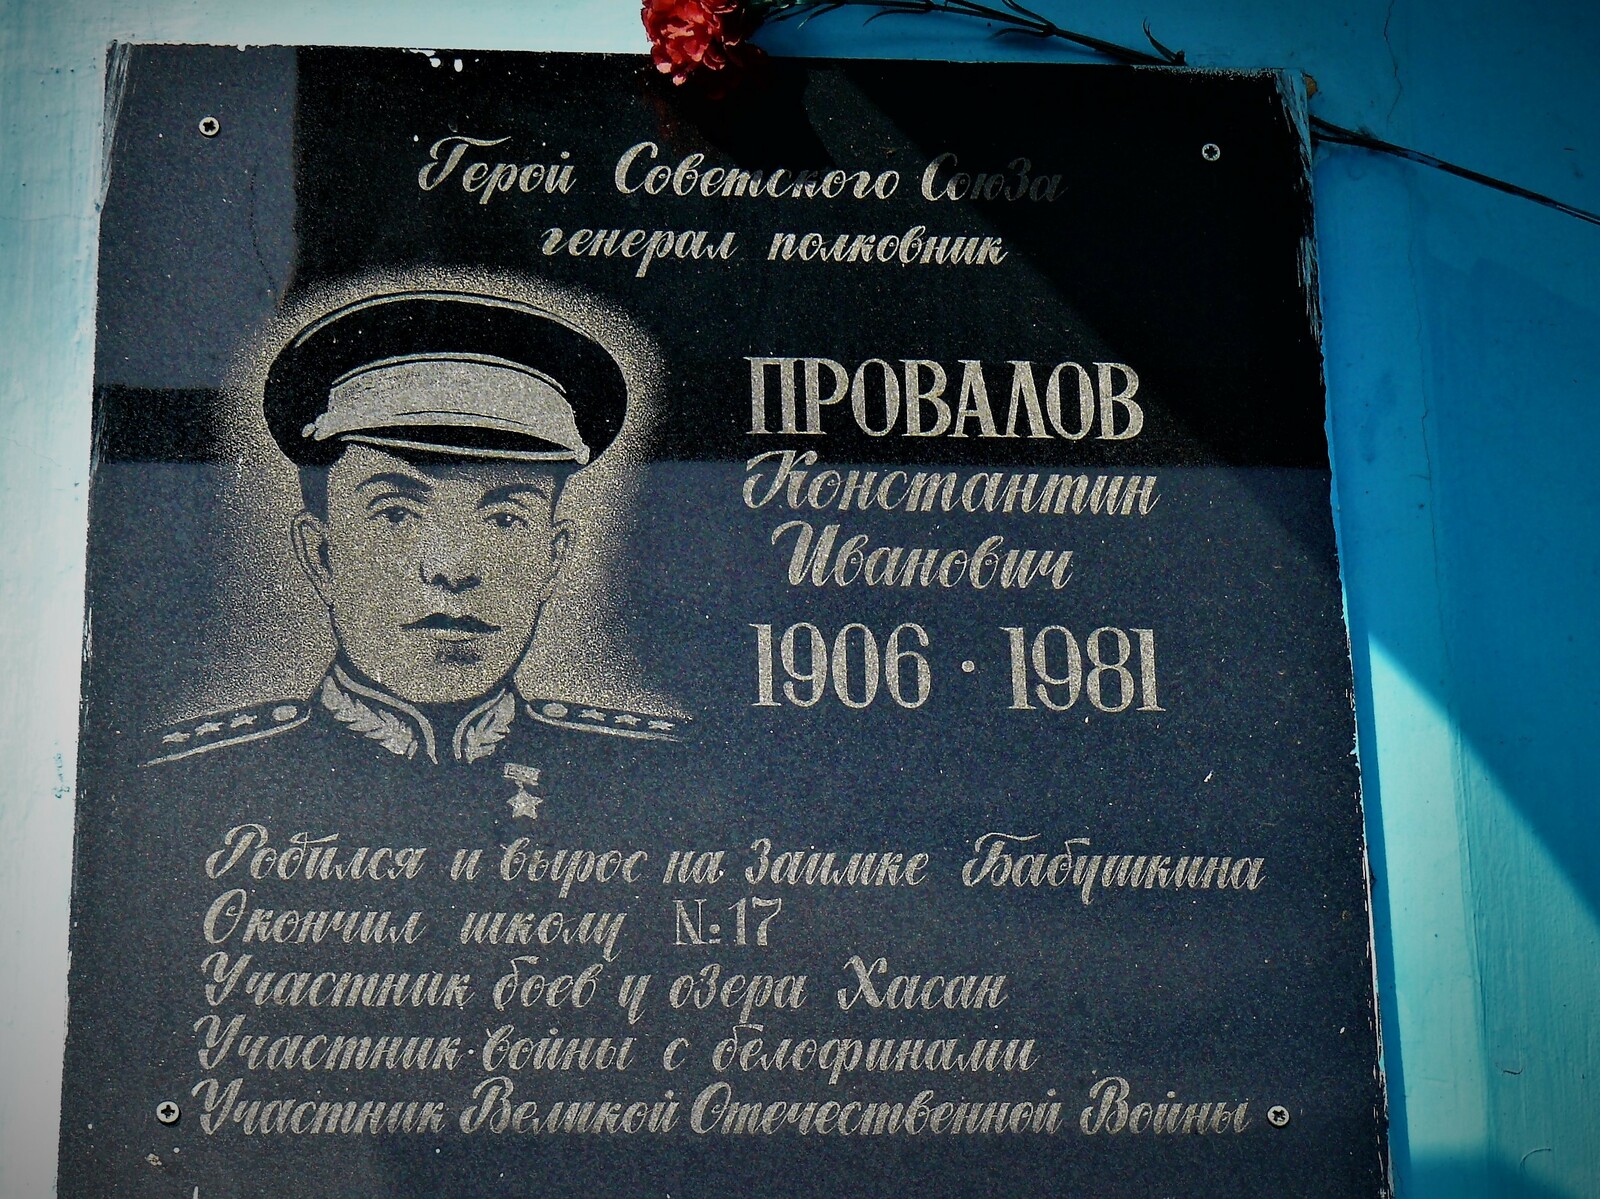 Герой Советского Союза
генерал полковник
ПРОВАЛОВ
Константин
Иванович
1906 · 1981
Родился и вырос на Заимке Бабушкина
Окончил школу №17
Участник боев у озера Хасан
Участник войны с белофинами
Участник Великой Отечественной Войны